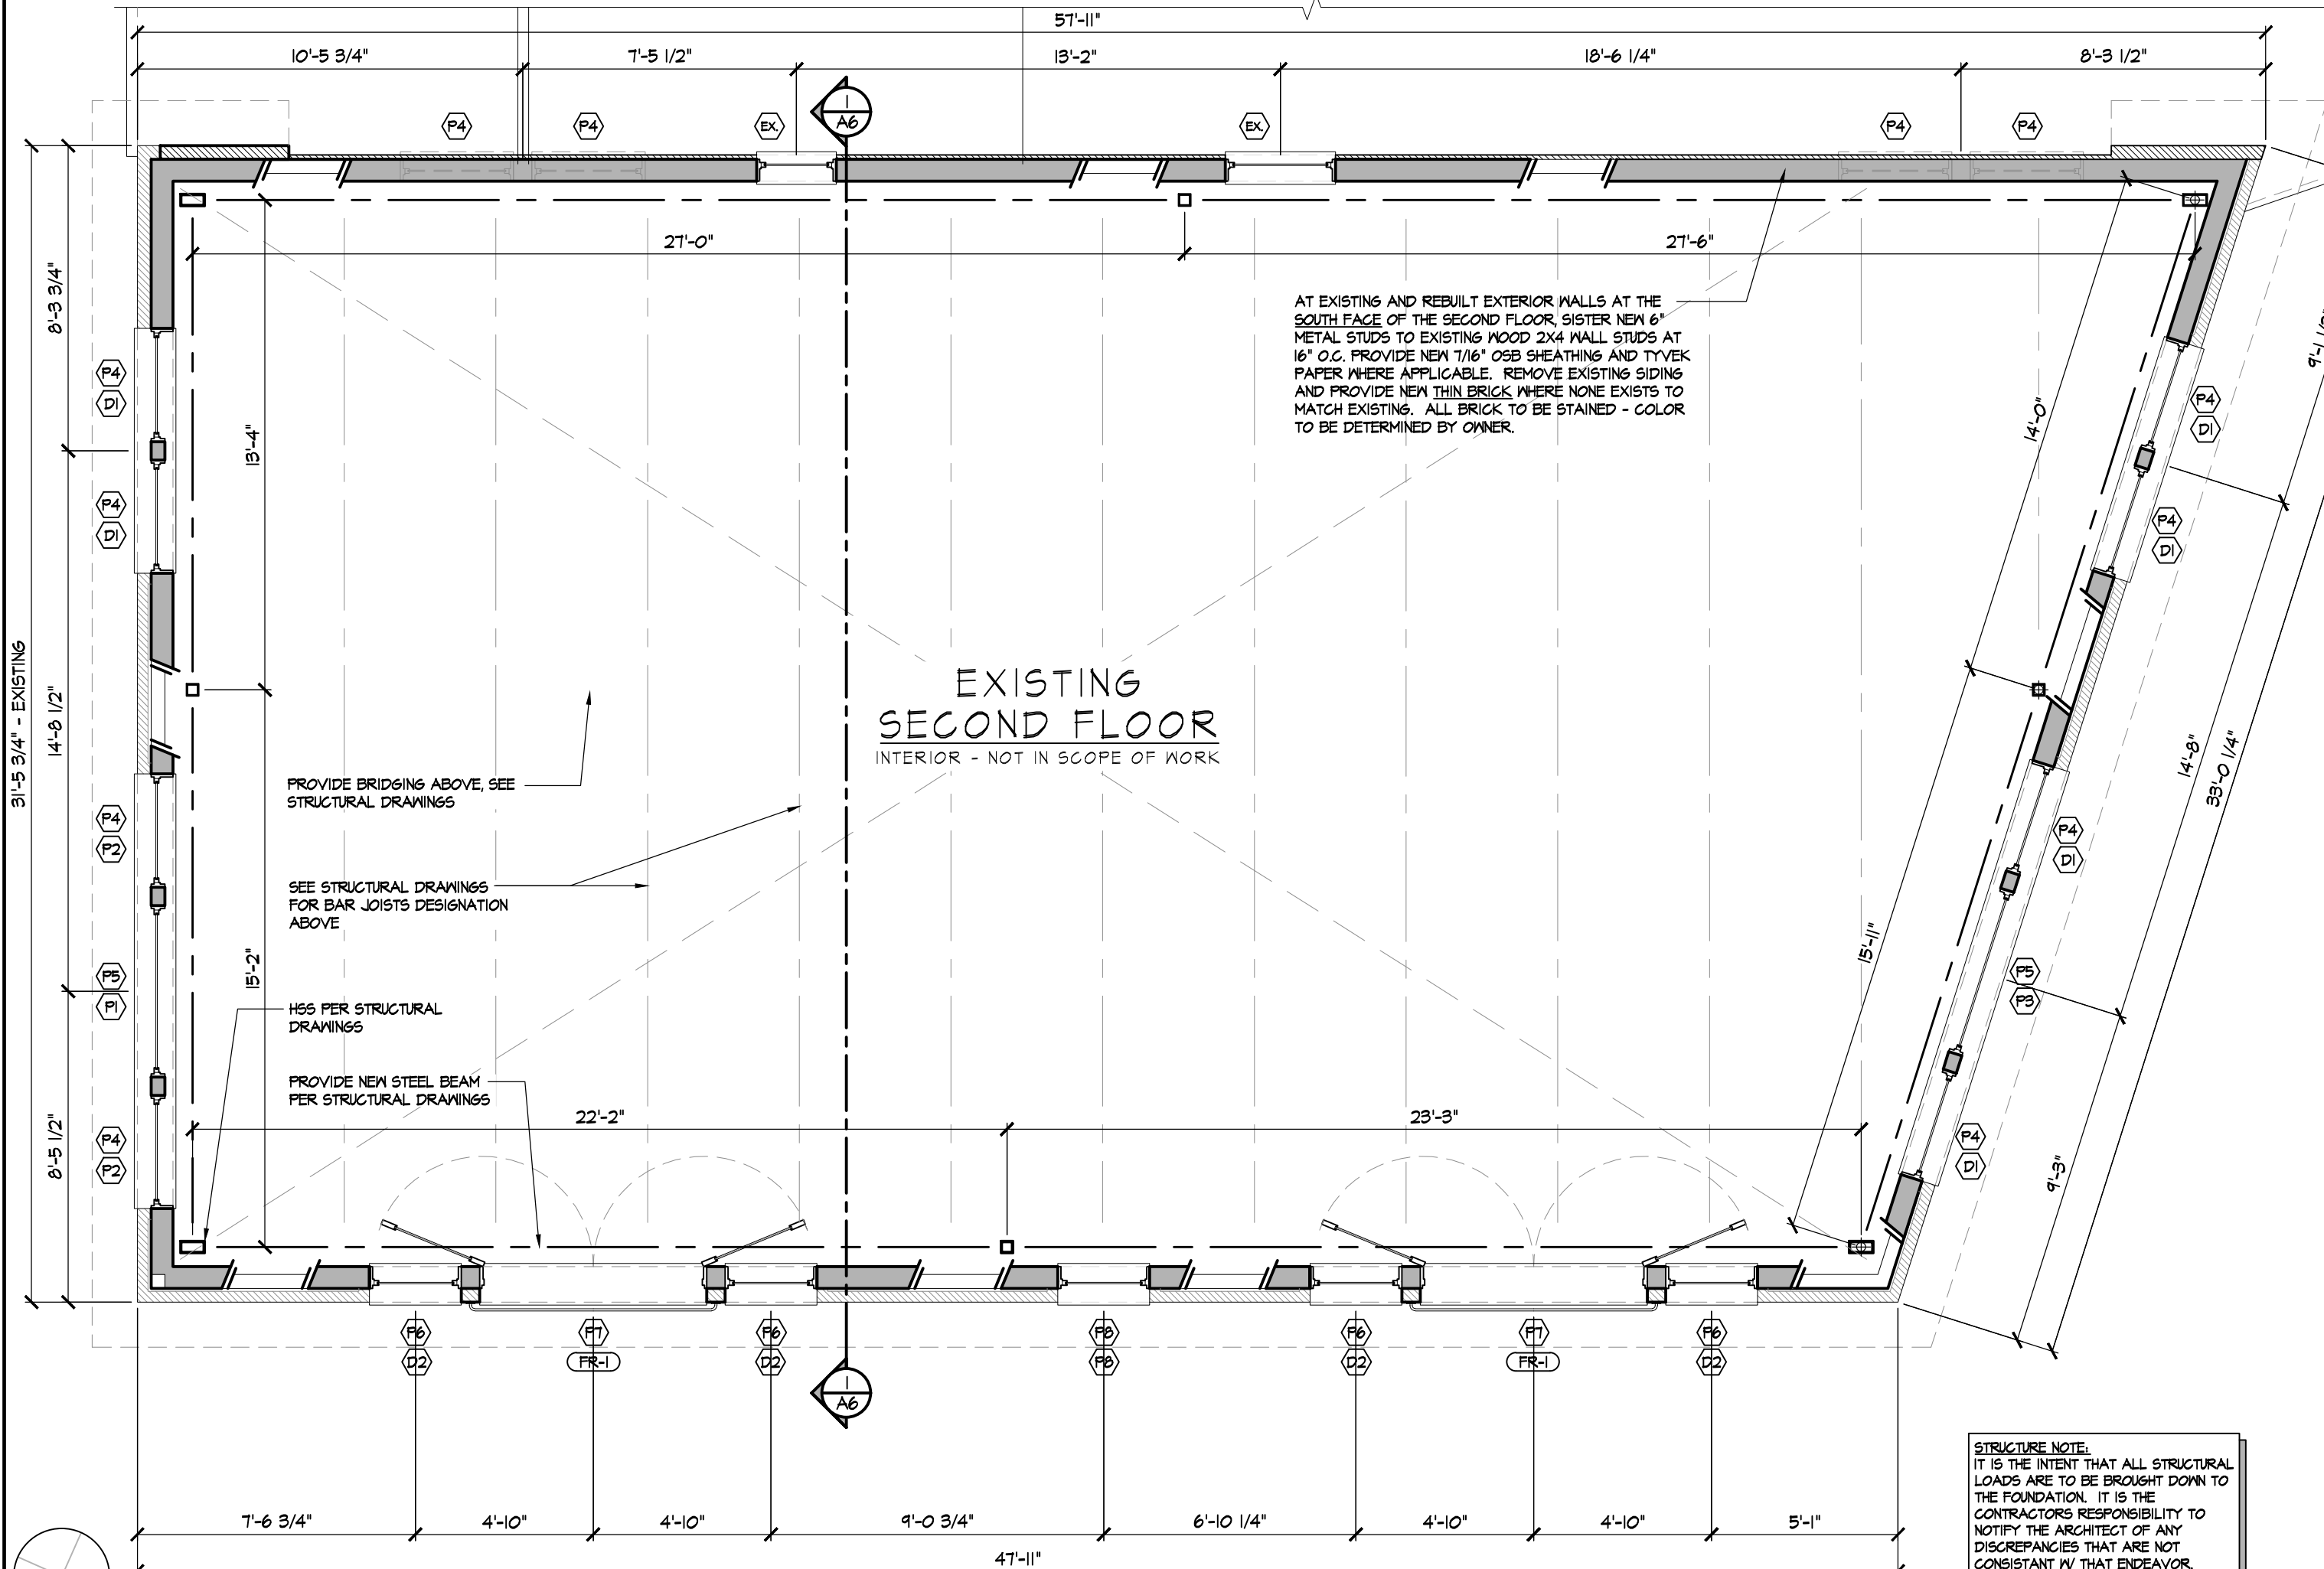 57'-11"
10'-5 3/4"
7'-5 1/2"
13'-2"
18'-6 1/4"
8'-3 1/2"
P4
P4
EX.
1
A6
EX.
P4
P4
27'-0"
27'-6"
AT EXISTING AND REBUILT EXTERIOR WALLS AT THE
SOUTH FACE OF THE SECOND FLOOR, SISTER NEW 6"
METAL STUDS TO EXISTING WOOD 2X4 WALL STUDS AT
16" O.C. PROVIDE NEW 7/16" OSB SHEATHING AND TYVEK
PAPER WHERE APPLICABLE. REMOVE EXISTING SIDING
AND PROVIDE NEW THIN BRICK WHERE NONE EXISTS TO
MATCH EXISTING. ALL BRICK TO BE STAINED - COLOR
TO BE DETERMINED BY OWNER.
31'-5 3/4" - EXISTING
8'-3 3/4"
14'-8 1/2"
8'-5 1/2"
P4
D1
P4
D1
P4
P2
P5
P1
P4
P2
13'-4"
15'-2"
EXISTING
SECOND FLOOR
INTERIOR - NOT IN SCOPE OF WORK
PROVIDE BRIDGING ABOVE, SEE
STRUCTURAL DRAWINGS
SEE STRUCTURAL DRAWINGS
FOR BAR JOISTS DESIGNATION
ABOVE
HSS PER STRUCTURAL
DRAWINGS
PROVIDE NEW STEEL BEAM
PER STRUCTURAL DRAWINGS
14'-0"
15'-11"
P4
D1
P4
D1
P4
D1
P5
P3
P4
D1
14'-8"
33'-0 1/4"
9'-3"
22'-2"
23'-3"
P6
D2
P7
FR-1
P6
D2
1
A6
P8
P8
P6
D2
P7
FR-1
P6
D2
7'-6 3/4"
4'-10"
4'-10"
9'-0 3/4"
6'-10 1/4"
4'-10"
4'-10"
5'-1"
47'-11"
STRUCTURE NOTE:
IT IS THE INTENT THAT ALL STRUCTURAL
LOADS ARE TO BE BROUGHT DOWN TO
THE FOUNDATION. IT IS THE
CONTRACTORS RESPONSIBILITY TO
NOTIFY THE ARCHITECT OF ANY
DISCREPANCIES THAT ARE NOT
CONSISTANT W/ THAT ENDEAVOR.